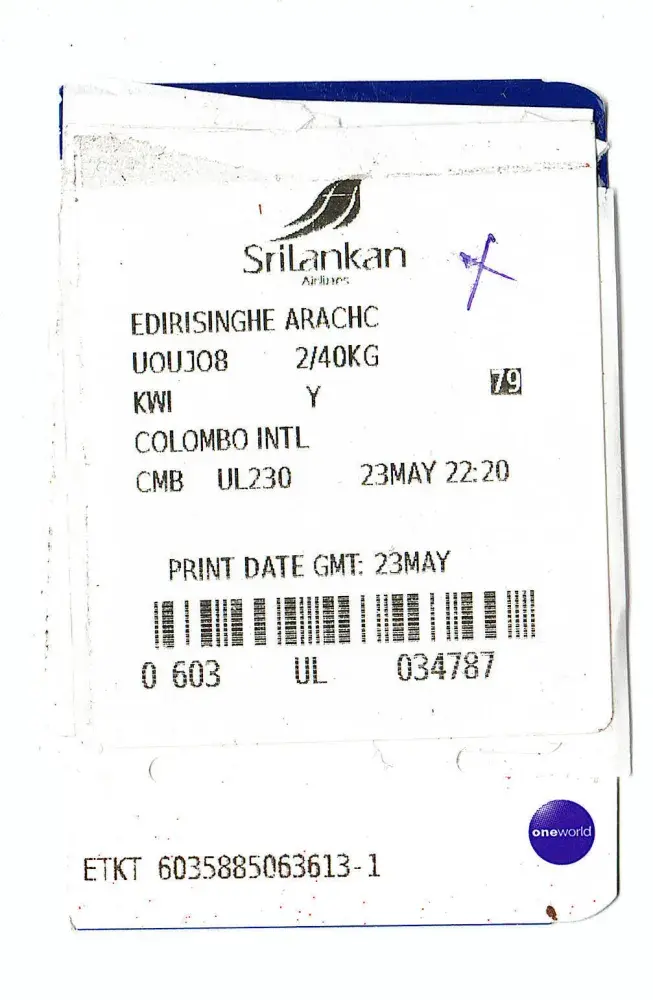 SriLankan
Airlines
EDIRISINGHE ARACHC
UOUJO8 2/40KG
KWI Y 79
COLOMBO INTL
CMB UL230 23MAY 22:20
PRINT DATE GMT: 23MAY
0 603 UL 034787
oneworld
ETKT 6035885063613-1